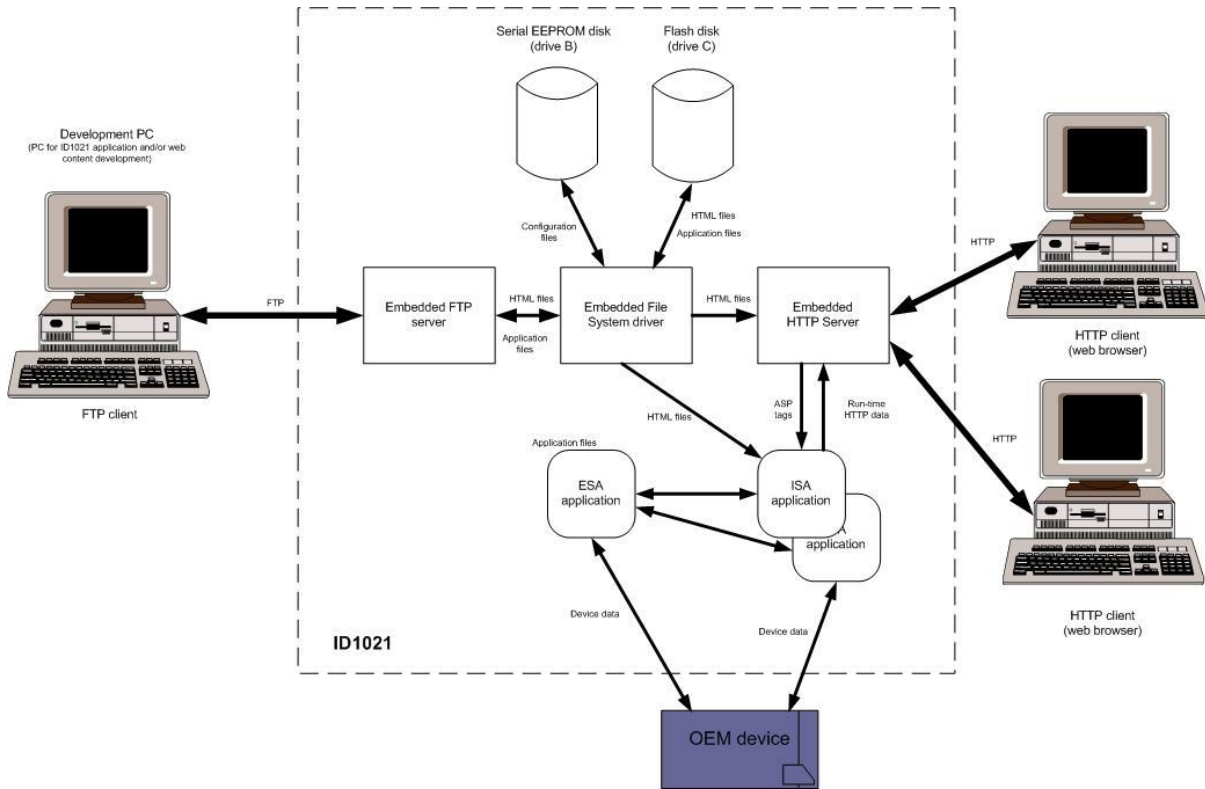 Serial EEPROM disk
(drive B)
Flash disk
(drive C)
Development PC
(PC for ID1021 application and/or web
content development)
Configuration
files
HTML files
Application files
HTTP
FTP
Embedded FTP
server
HTML files
Application
files
Embedded File
System driver
HTML files
Embedded
HTTP Server
HTTP client
(web browser)
FTP client
HTML files
ASP
tags
Run-time
HTTP data
HTTP
Application files
ESA
application
ISA
application
application
Device data
Device data
HTTP client
(web browser)
ID1021
OEM device